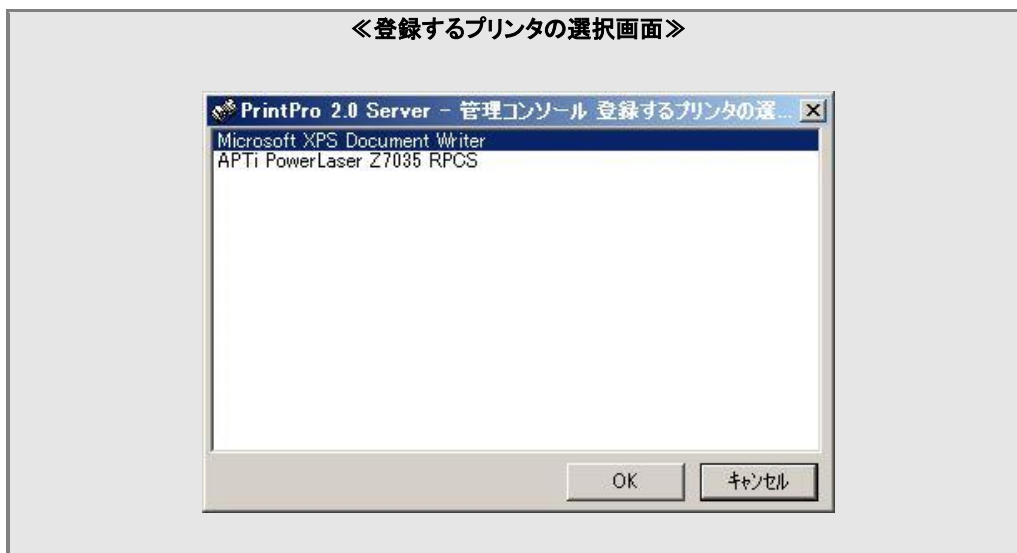 ≪登録するプリンタの選択画面≫
PrintPro 2.0 Server - 管理コンソール 登録するプリンタの選...
Microsoft XPS Document Writer
APTi PowerLaser Z7035 RPCS
OK
キャンセル